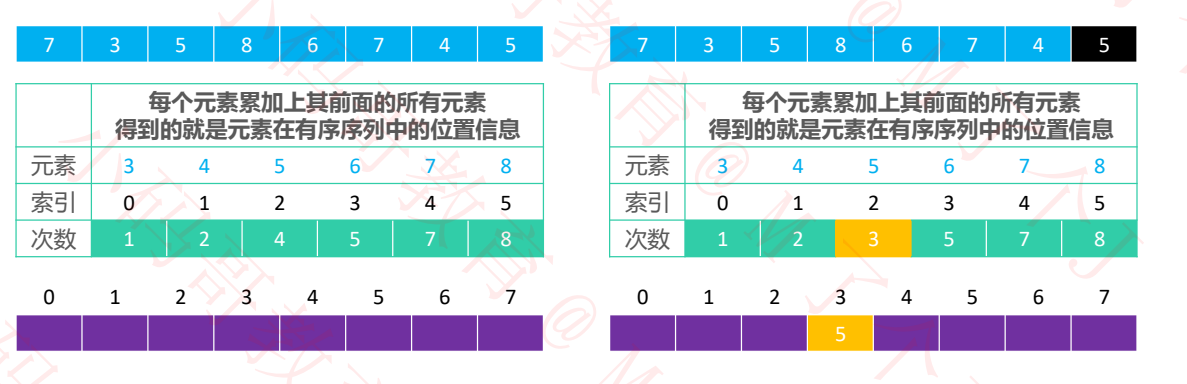 7 3 5 8 6 7 4 5
每个元素累加上其前面的所有元素
得到的就是元素在有序序列中的位置信息
元素 3 4 5 6 7 8
索引 0 1 2 3 4 5
次数 1 2 4 5 7 8
0 1 2 3 4 5 6 7
7 3 5 8 6 7 4 5
每个元素累加上其前面的所有元素
得到的就是元素在有序序列中的位置信息
元素 3 4 5 6 7 8
索引 0 1 2 3 4 5
次数 1 2 3 5 7 8
0 1 2 3 4 5 6 7
5